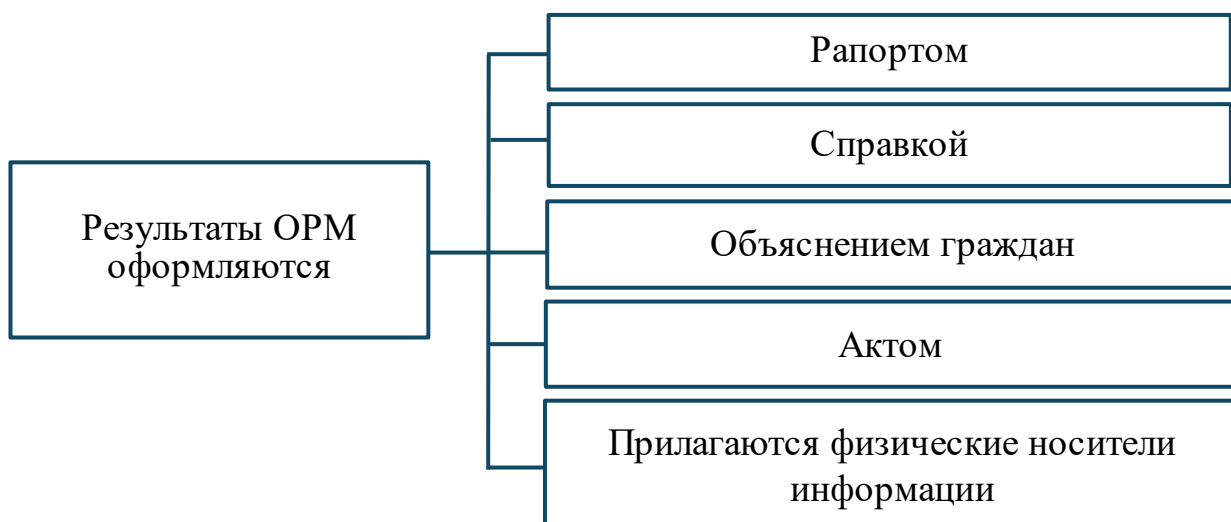 Результаты ОРМ
оформляются
Рапортом
Справкой
Объяснением граждан
Актом
Прилагаются физические носители
информации